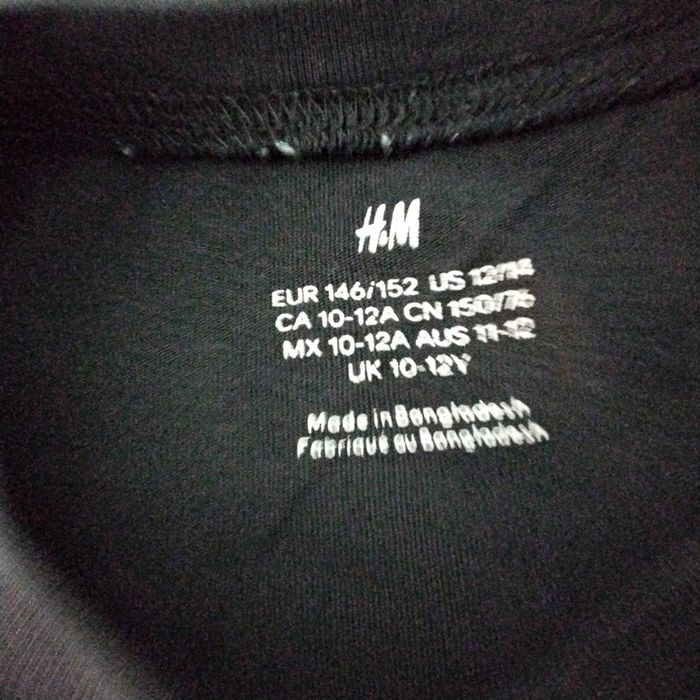 H&M
EUR 146/152 US 12/14
CA 10-12A CN 150/76
MX 10-12A AUS 11-12
UK 10-12Y
Made in Bangladesh
Fabriqué au Bangladesh